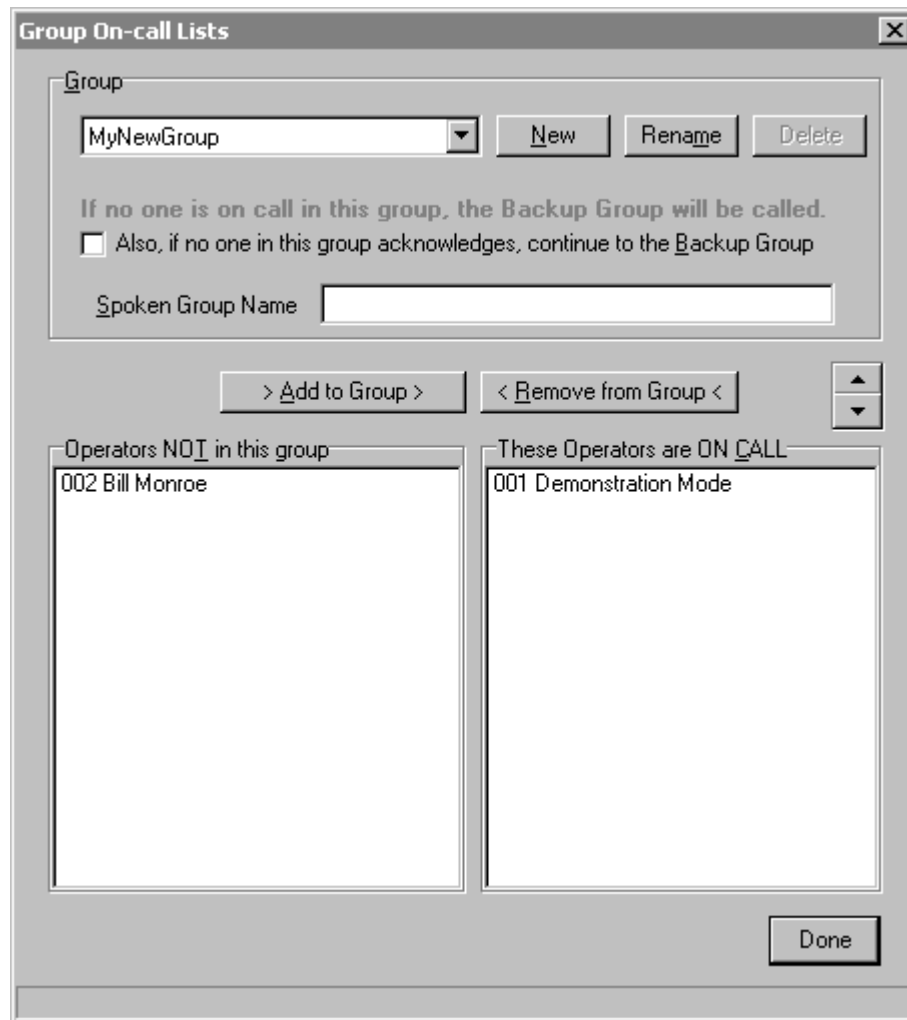 Group On-call Lists
Group
MyNewGroup
New
Rename
Delete
If no one is on call in this group, the Backup Group will be called.
Also, if no one in this group acknowledges, continue to the Backup Group
Spoken Group Name
> Add to Group >
< Remove from Group <
Operators NOT in this group
These Operators are ON CALL
002 Bill Monroe
001 Demonstration Mode
Done